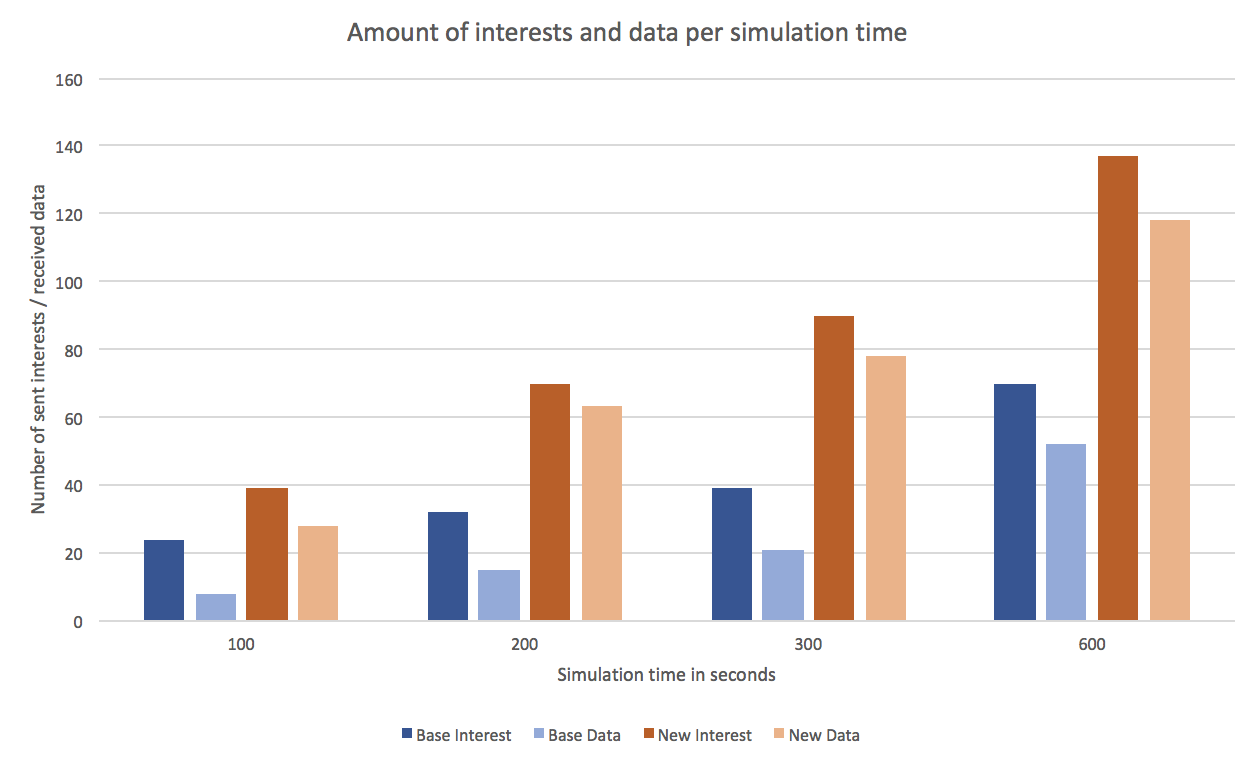 Amount of interests and data per simulation time
Number of sent interests / received data
160
140
120
100
80
60
40
20
0
100 200 300 600
Simulation time in seconds
Base Interest Base Data New Interest New Data